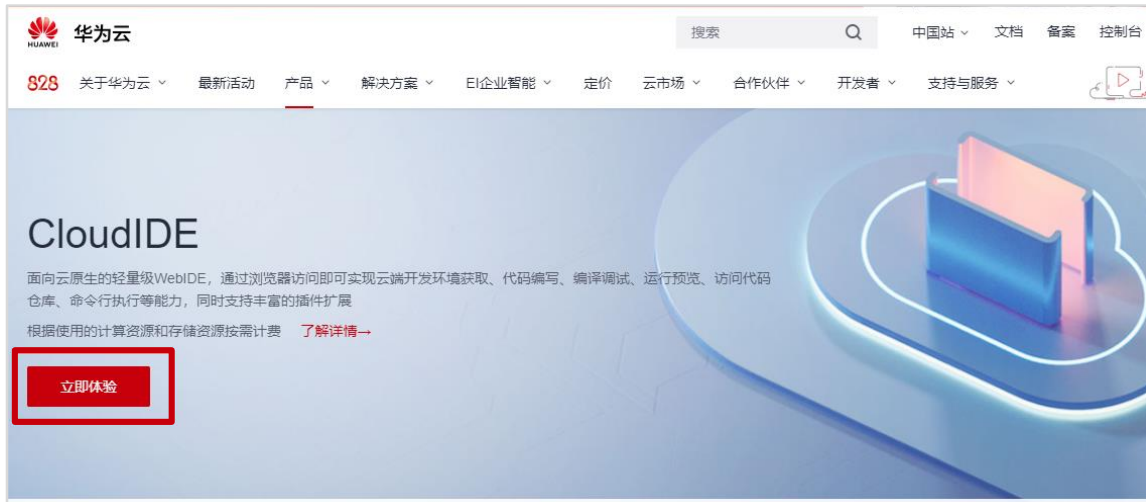 HUAWEI
华为云
搜索
中国站
文档
备案
控制台
828
关于华为云
最新活动
产品
解决方案
EI企业智能
定价
云市场
合作伙伴
开发者
支持与服务
CloudIDE
面向云原生的轻量级WebIDE，通过浏览器访问即可实现云端开发环境获取、代码编写、编译调试、运行预览、访问代码
仓库、命令行执行等能力，同时支持丰富的插件扩展
根据使用的计算资源和存储资源按需计费 了解详情→
立即体验